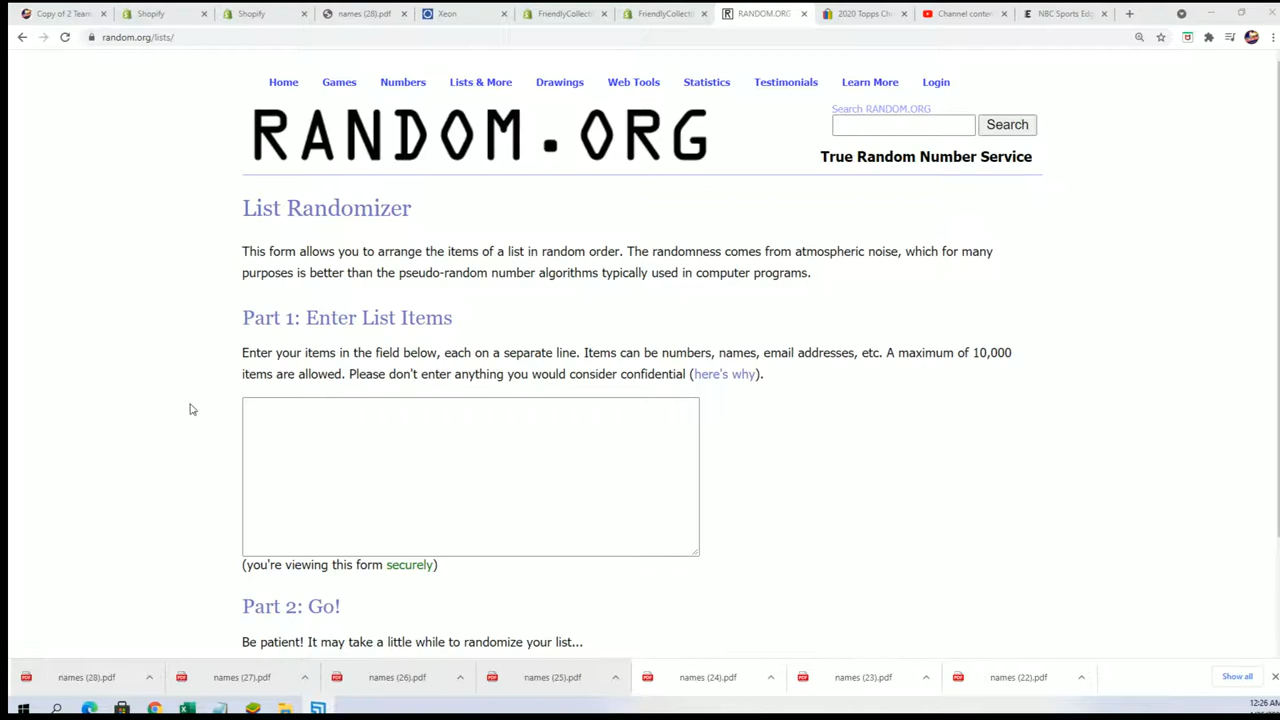 Copy of 2 Team
Shopify
Shopify
names (28).pdf
Xeon
FriendlyCollecti
FriendlyCollecti
RANDOM.ORG
2020 Topps Ch
Channel conten
NBC Sports Ed
random.org/lists/
Home Games Numbers Lists & More Drawings Web Tools Statistics Testimonials Learn More Login
RANDOM.ORG
Search RANDOM.ORG
Search
True Random Number Service
List Randomizer
This form allows you to arrange the items of a list in random order. The randomness comes from atmospheric noise, which for many
purposes is better than the pseudo-random number algorithms typically used in computer programs.
Part 1: Enter List Items
Enter your items in the field below, each on a separate line. Items can be numbers, names, email addresses, etc. A maximum of 10,000
items are allowed. Please don't enter anything you would consider confidential (here's why).
(you're viewing this form securely)
Part 2: Go!
Be patient! It may take a little while to randomize your list...
names (28).pdf
names (27).pdf
names (26).pdf
names (25).pdf
names (24).pdf
names (23).pdf
names (22).pdf
Show all
12:26 AM